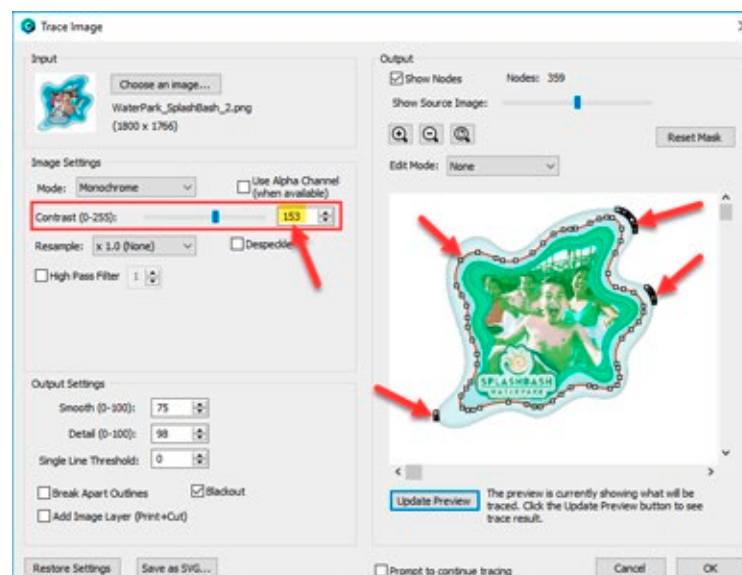 Trace Image
Input
Choose an image...
WaterPark_SplashBash_2.png
(1800 x 1766)
Image Settings
Mode: Monochrome
Use Alpha Channel
(when available)
Contrast (0-255): 153
Resample: x 1.0 (None)
Despeckle
High Pass Filter 1
Output Settings
Smooth (0-100): 75
Detail (0-100): 98
Single Line Threshold: 0
Break Apart Outlines
Blackout
Add Image Layer (Print+Cut)
Restore Settings
Save as SVG...
Output
Show Nodes
Nodes: 359
Show Source Image:
Reset Mask
Edit Mode: None
SPLASHBASH
WATERPARK
Update Preview
The preview is currently showing what will be
traced. Click the Update Preview button to see
trace result.
Prompt to continue tracing
Cancel
OK